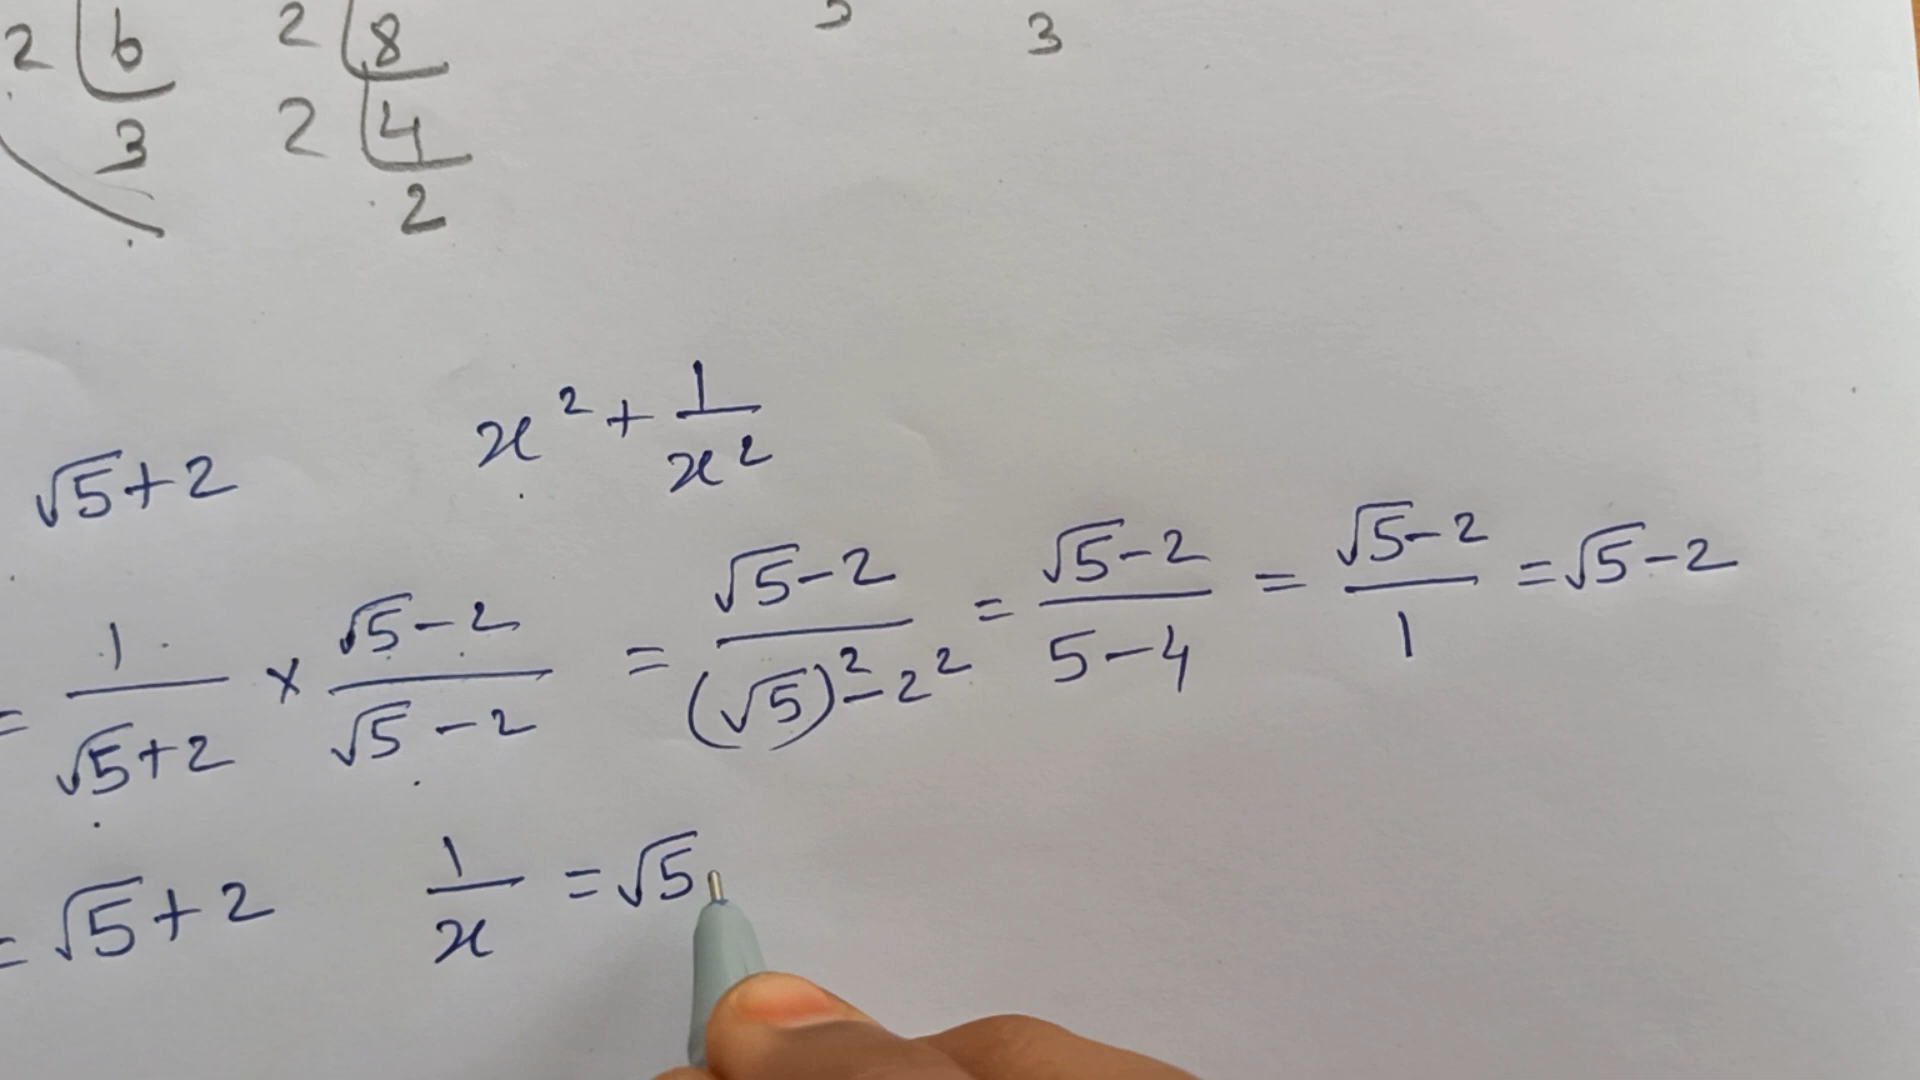 2 6 2 8 3
3 2 4
2
x² + 1/x²
√5+2
= 1/(√5+2) × (√5-2)/(√5-2) = (√5-2)/((√5)²-2²) = (√5-2)/(5-4) = (√5-2)/1 = √5-2
= √5+2 1/x = √5